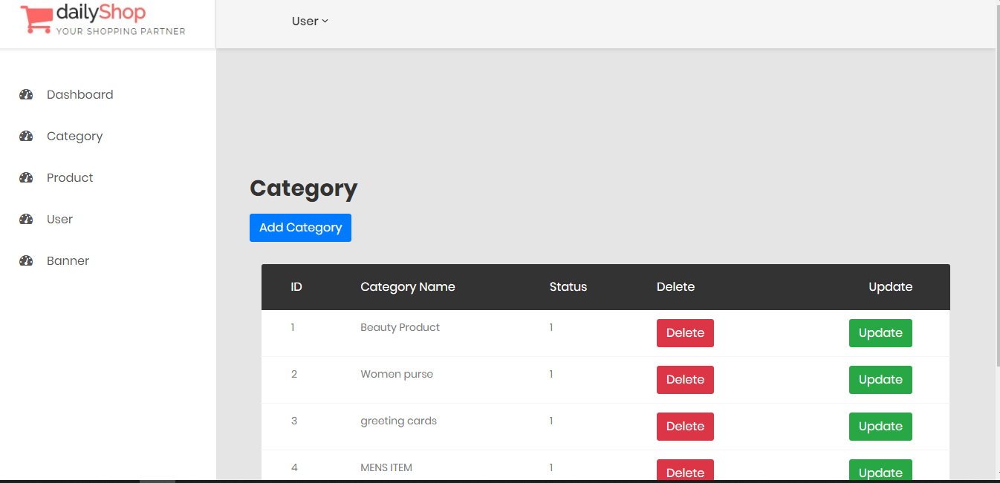 dailyShop
YOUR SHOPPING PARTNER
User
Dashboard
Category
Product
User
Banner
Category
Add Category
ID Category Name Status Delete Update
1 Beauty Product 1 Delete Update
2 Women purse 1 Delete Update
3 greeting cards 1 Delete Update
4 MENS ITEM 1 Delete Update